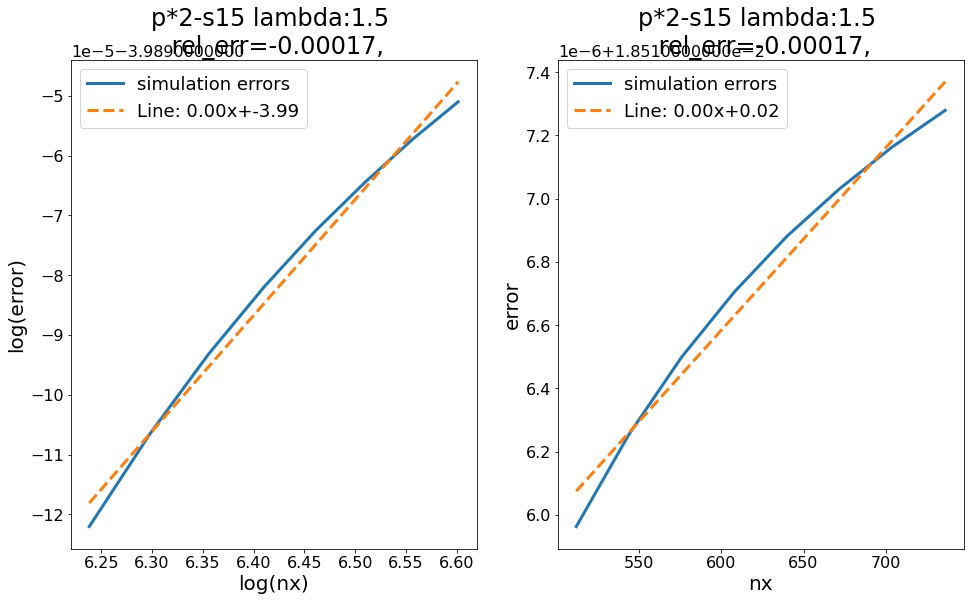 p*2-s15 lambda:1.5
rel_err=-0.00017,
1e−5−3.9890000000
simulation errors
Line: 0.00x+-3.99
−5
−6
−7
−8
−9
−10
−11
−12
log(error)
6.25 6.30 6.35 6.40 6.45 6.50 6.55 6.60
log(nx)
p*2-s15 lambda:1.5
rel_err=-0.00017,
1e−6+1.8510000000e−2
simulation errors
Line: 0.00x+0.02
7.4
7.2
7.0
6.8
6.6
6.4
6.2
6.0
error
550 600 650 700
nx